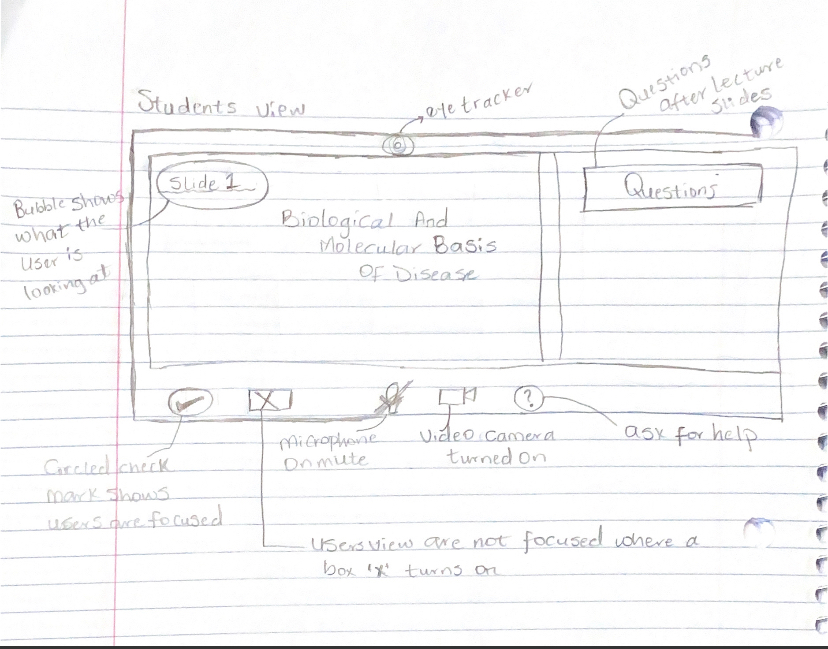 Students view
eye tracker
Questions
after lecture
slides
Slide 1
Questions
Bubble shows
what the
user is
looking at
Biological And
Molecular Basis
Of Disease
X
?
microphone
on mute
video camera
turned on
ask for help
Circled check
mark shows
users are focused
users view are not focused where a
box 'x' turns on